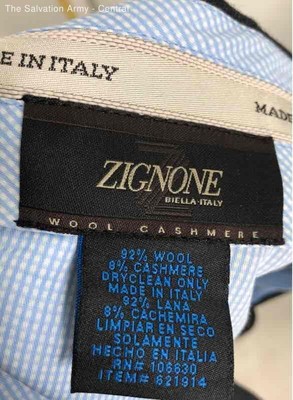 The Salvation Army - Central
E IN ITALY
MADE
ZIGNONE
BIELLA-ITALY
WOOL CASHMERE
92% WOOL
8% CASHMERE
DRYCLEAN ONLY
MADE IN ITALY
92% LANA
8% CACHEMIRA
LIMPIAR EN SECO
SOLAMENTE
HECHO EN ITALIA
RN# 106630
ITEM# 621914